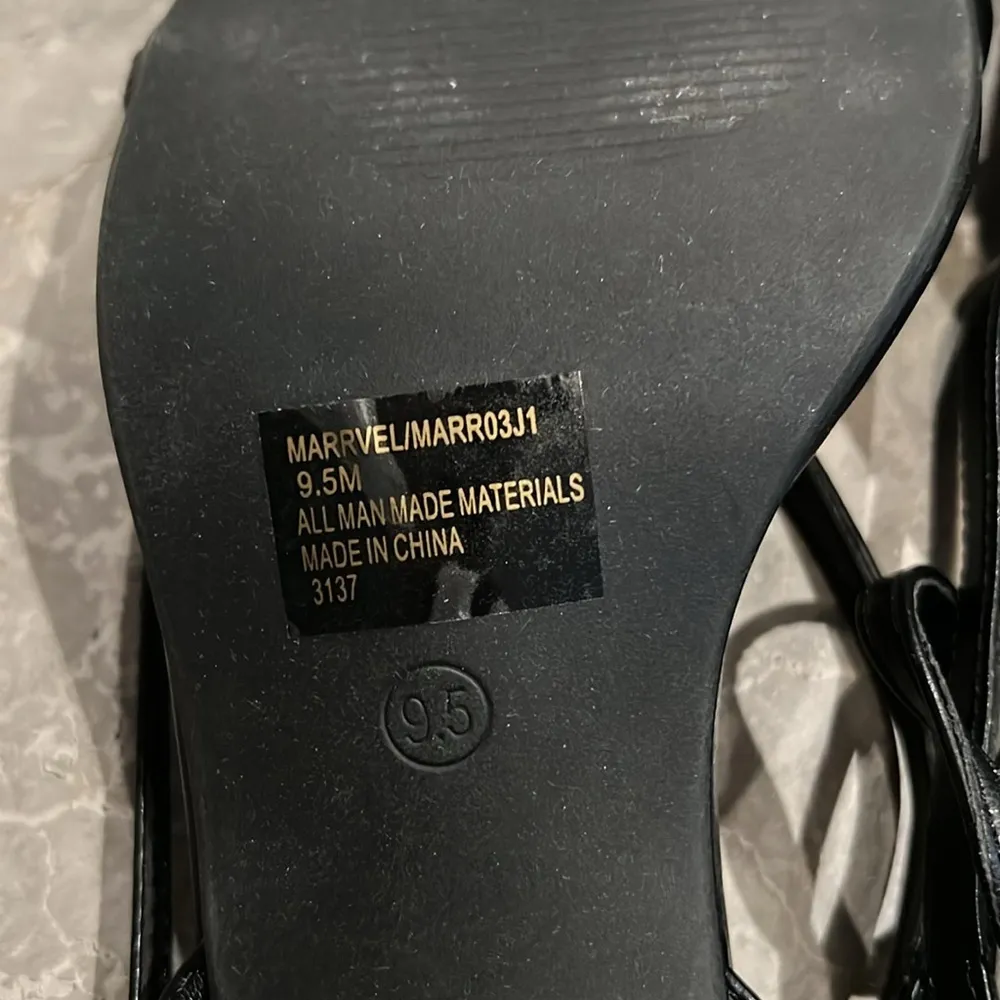 MARRVEL/MARR03J1
9.5M
ALL MAN MADE MATERIALS
MADE IN CHINA
3137
9.5